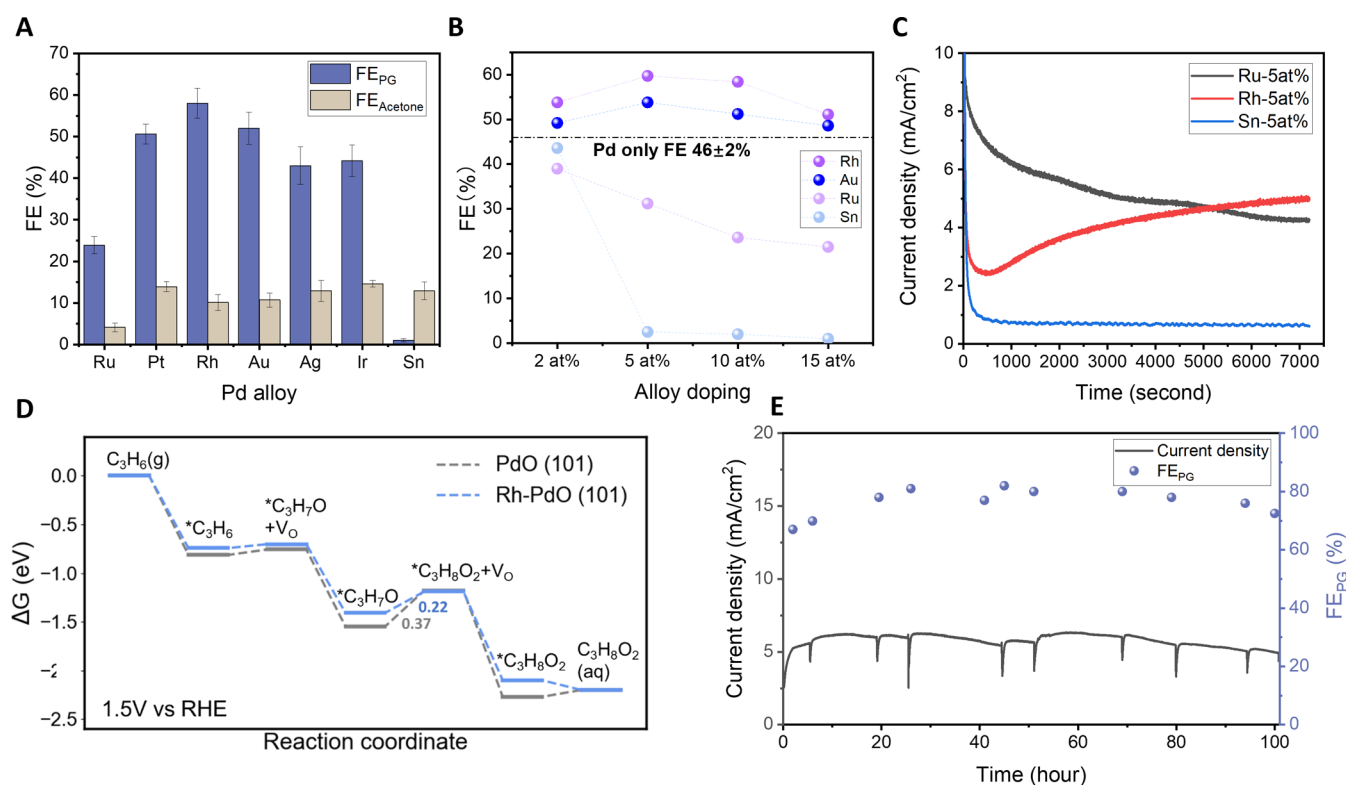 A
FE (%)
70
60
50
40
30
20
10
0
FE_PG
FE_Acetone
Ru Pt Rh Au Ag Ir Sn
Pd alloy
B
FE (%)
60
50
40
30
20
10
0
Pd only FE 46±2%
Rh
Au
Ru
Sn
2 at% 5 at% 10 at% 15 at%
Alloy doping
C
Current density (mA/cm²)
10
8
6
4
2
0
Ru-5at%
Rh-5at%
Sn-5at%
0 1000 2000 3000 4000 5000 6000 7000
Time (second)
D
ΔG (eV)
0.0
−0.5
−1.0
−1.5
−2
−2.5
C₃H₆(g)
*C₃H₆
*C₃H₇O
+V_O
*C₃H₇O
*C₃H₈O₂+V_O
0.22
0.37
*C₃H₈O₂
C₃H₈O₂
(aq)
PdO (101)
Rh-PdO (101)
1.5V vs RHE
Reaction coordinate
E
Current density (mA/cm²)
20
15
10
5
0
Current density
FE_PG
100
80
60
40
20
0
FE_PG (%)
0 20 40 60 80 100
Time (hour)